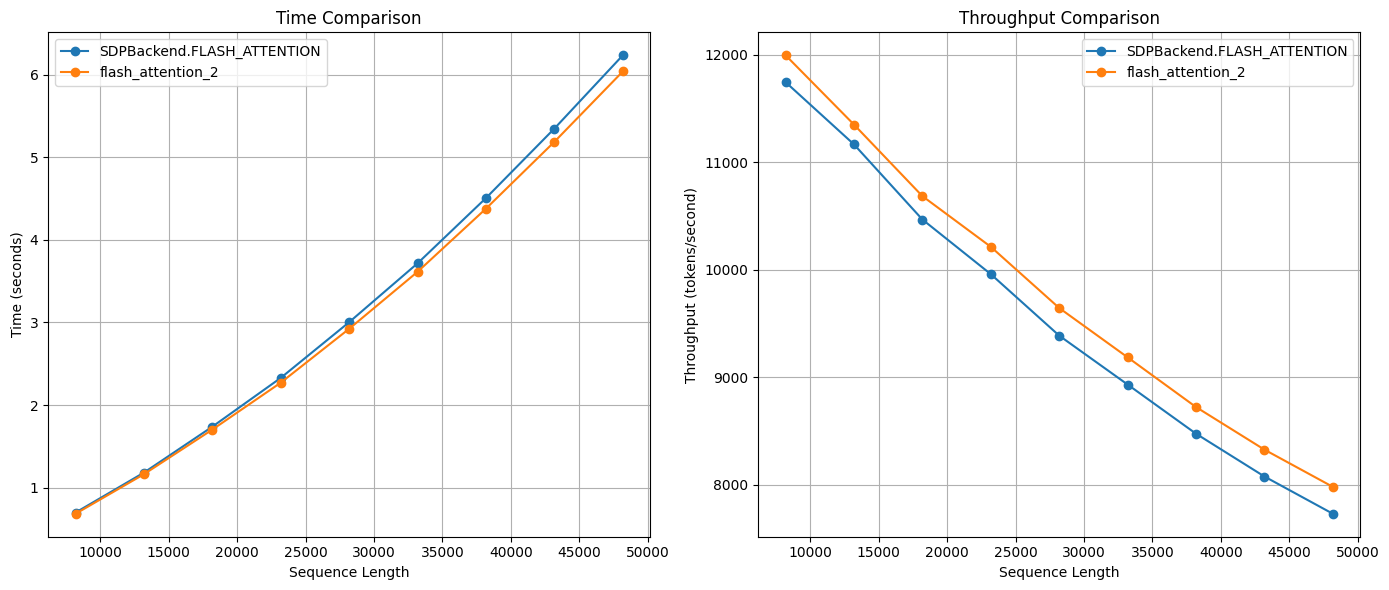 Time Comparison
SDPBackend.FLASH_ATTENTION
flash_attention_2
Time (seconds)
6
5
4
3
2
1
10000 15000 20000 25000 30000 35000 40000 45000 50000
Sequence Length
Throughput Comparison
SDPBackend.FLASH_ATTENTION
flash_attention_2
Throughput (tokens/second)
12000
11000
10000
9000
8000
10000 15000 20000 25000 30000 35000 40000 45000 50000
Sequence Length